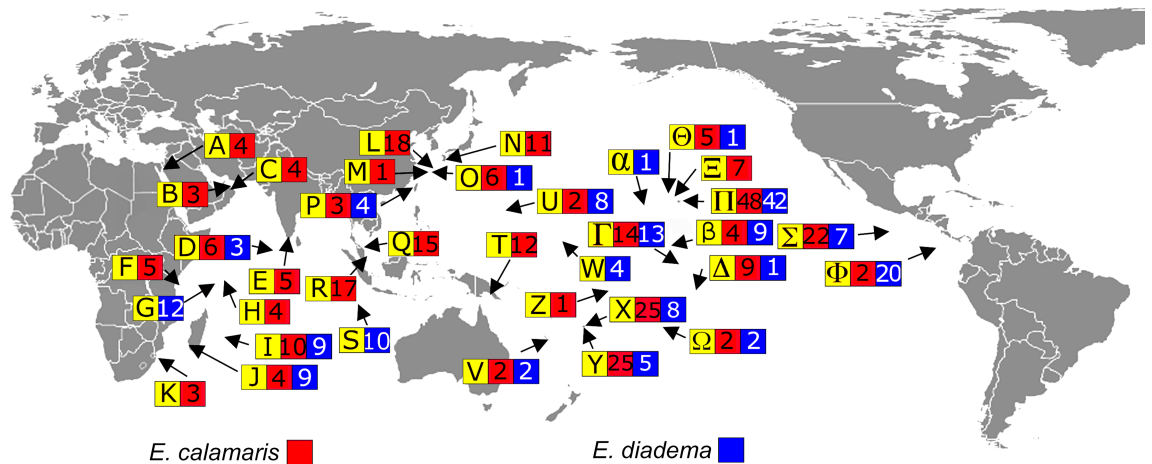 A 4
L 18
N 11
Θ 5 1
C 4
M 1
O 6 1
α 1
Ξ 7
B 3
P 3 4
U 2 8
Π 48 42
D 6 3
Q 15
T 12
Γ 14 13
β 4 9
Σ 22 7
F 5
E 5
R 17
W 4
Δ 9 1
Φ 2 20
G 12
H 4
Z 1
X 25 8
I 10 9
S 10
Ω 2 2
J 4 9
V 2 2
Y 25 5
K 3
E. calamaris
E. diadema